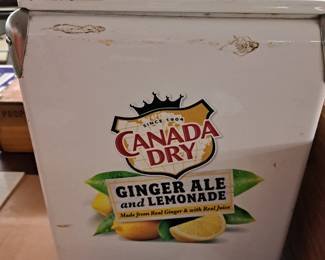 SINCE 1904
CANADA
DRY
GINGER ALE
and LEMONADE
Made from Real Ginger & with Real Juice